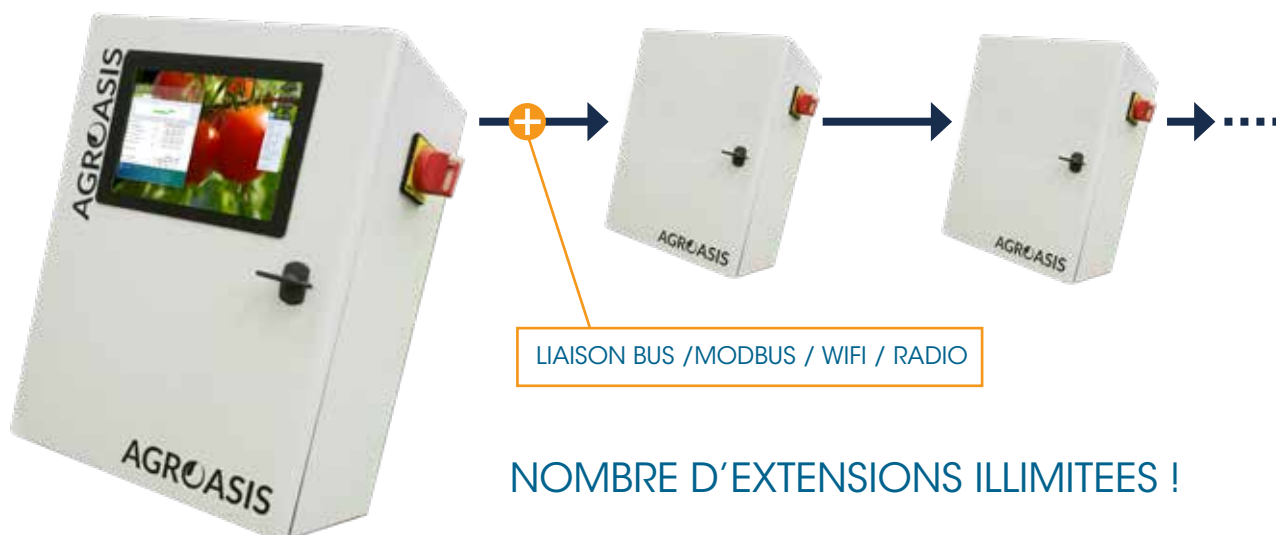 AGROASIS
AGROASIS
AGROASIS
AGROASIS
LIAISON BUS /MODBUS / WIFI / RADIO
NOMBRE D'EXTENSIONS ILLIMITEES !